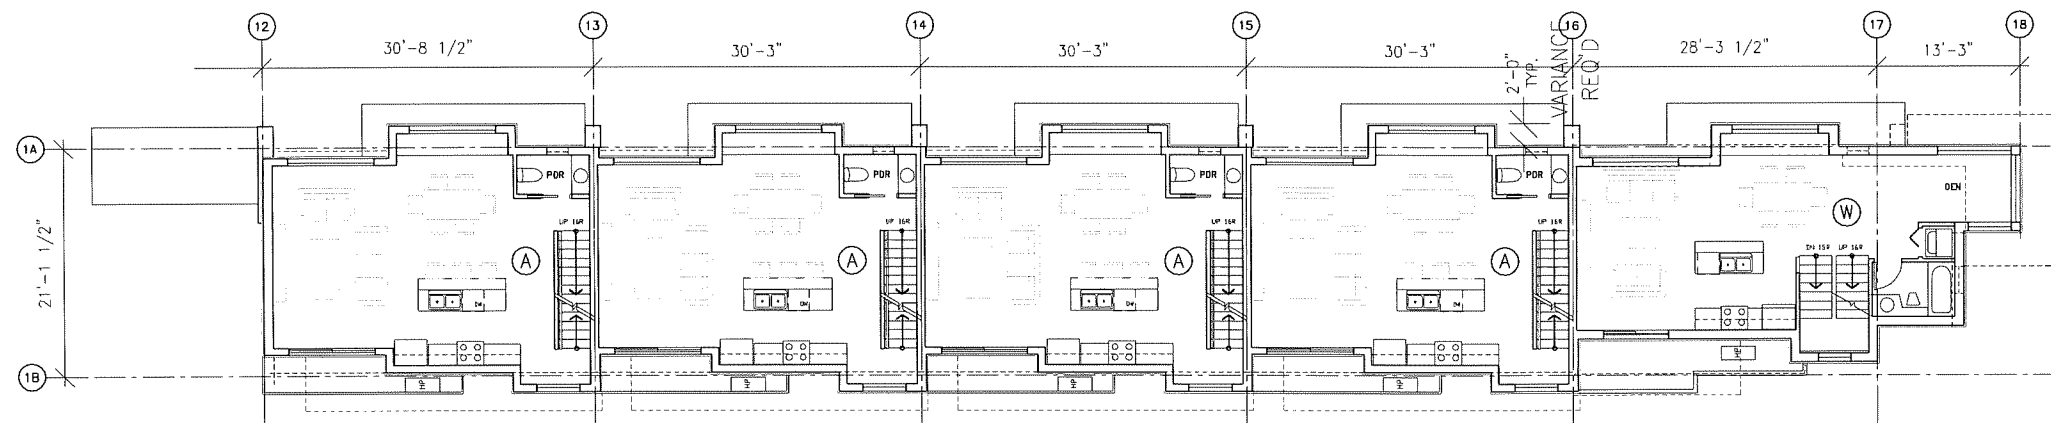 12 13 14 15 16 17 18
30'-8 1/2" 30'-3" 30'-3" 30'-3" 28'-3 1/2" 13'-3"
2'-0"
TYP.
VARIANCE
REQ'D
1A
21'-1 1/2"
1B
PDR PDR PDR PDR
DEN
UP 16R UP 16R UP 16R UP 16R
W
DN 15R UP 16R
A A A A
DW DW DW DW
HP HP HP HP HP